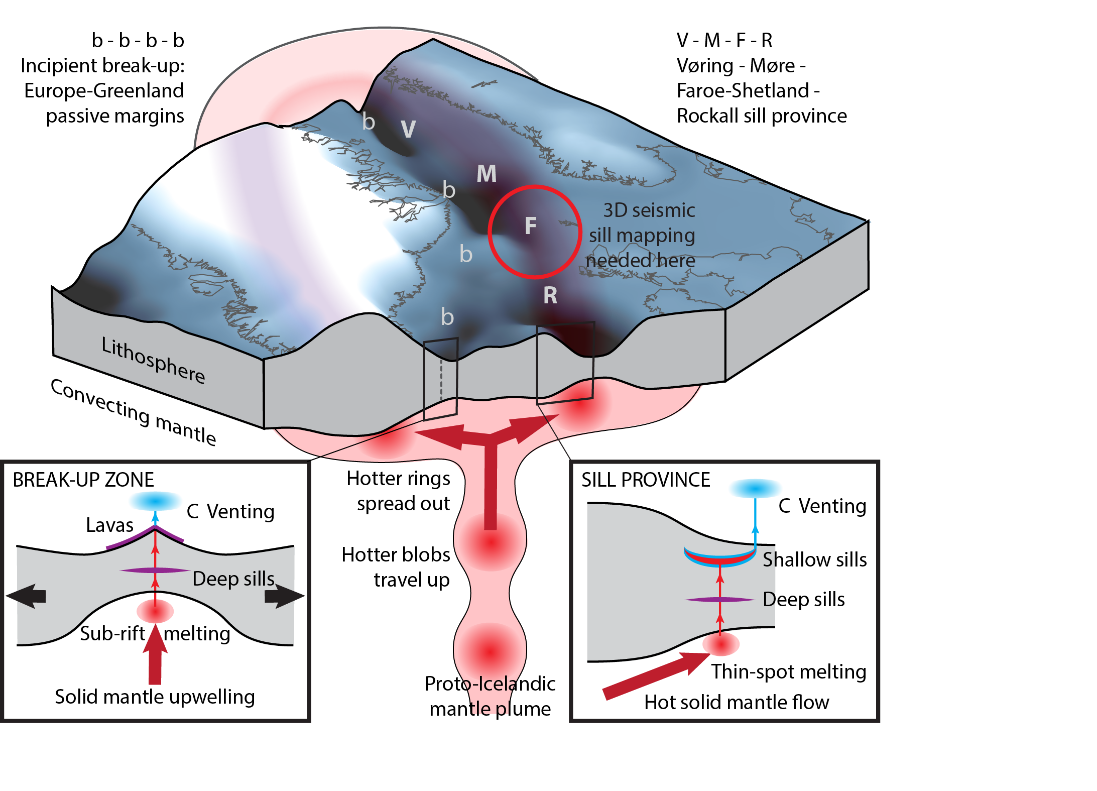 b - b - b - b
Incipient break-up:
Europe-Greenland
passive margins
V - M - F - R
Vøring - Møre -
Faroe-Shetland -
Rockall sill province
b
V
b
M
b
F
3D seismic
sill mapping
needed here
R
b
Lithosphere
Convecting mantle
Hotter rings
spread out
Hotter blobs
travel up
Proto-Icelandic
mantle plume
BREAK-UP ZONE
C Venting
Lavas
Deep sills
Sub-rift melting
Solid mantle upwelling
SILL PROVINCE
C Venting
Shallow sills
Deep sills
Thin-spot melting
Hot solid mantle flow